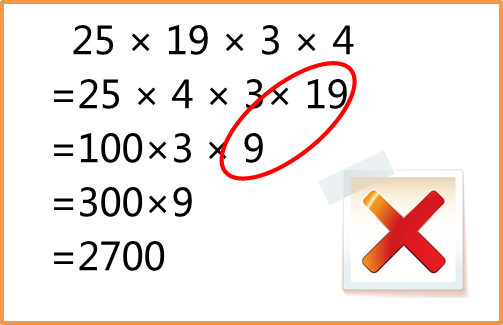 25 × 19 × 3 × 4
=25 × 4 × 3× 19
=100×3 × 9
=300×9
=2700